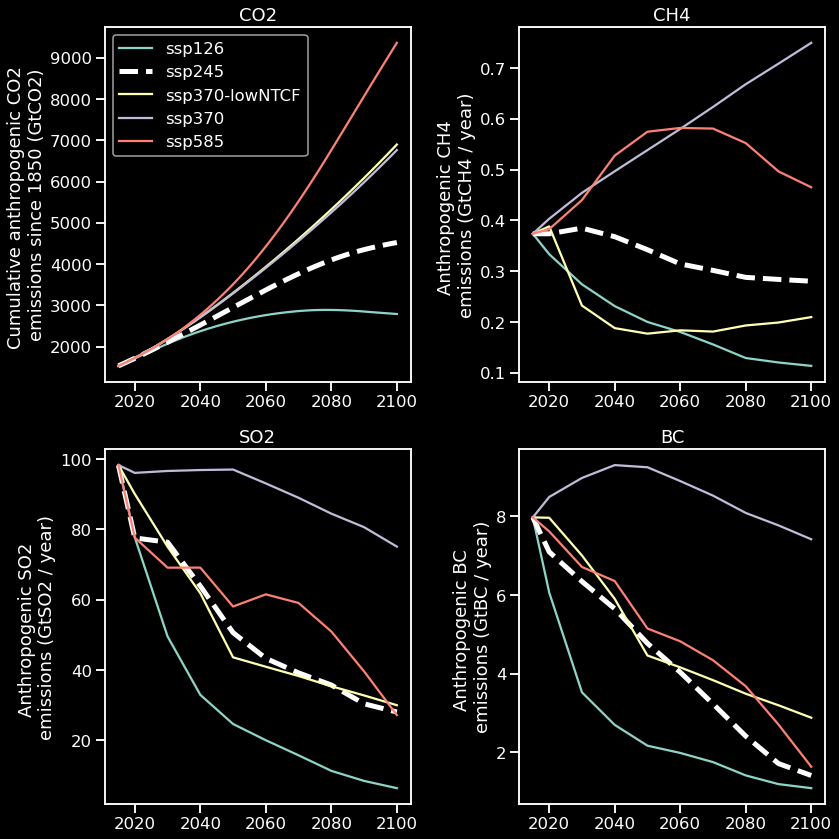 CO2
Cumulative anthropogenic CO2
emissions since 1850 (GtCO2)
9000
8000
7000
6000
5000
4000
3000
2000
ssp126
ssp245
ssp370-lowNTCF
ssp370
ssp585
2020 2040 2060 2080 2100
CH4
Anthropogenic CH4
emissions (GtCH4 / year)
0.7
0.6
0.5
0.4
0.3
0.2
0.1
2020 2040 2060 2080 2100
SO2
Anthropogenic SO2
emissions (GtSO2 / year)
100
80
60
40
20
2020 2040 2060 2080 2100
BC
Anthropogenic BC
emissions (GtBC / year)
8
6
4
2
2020 2040 2060 2080 2100